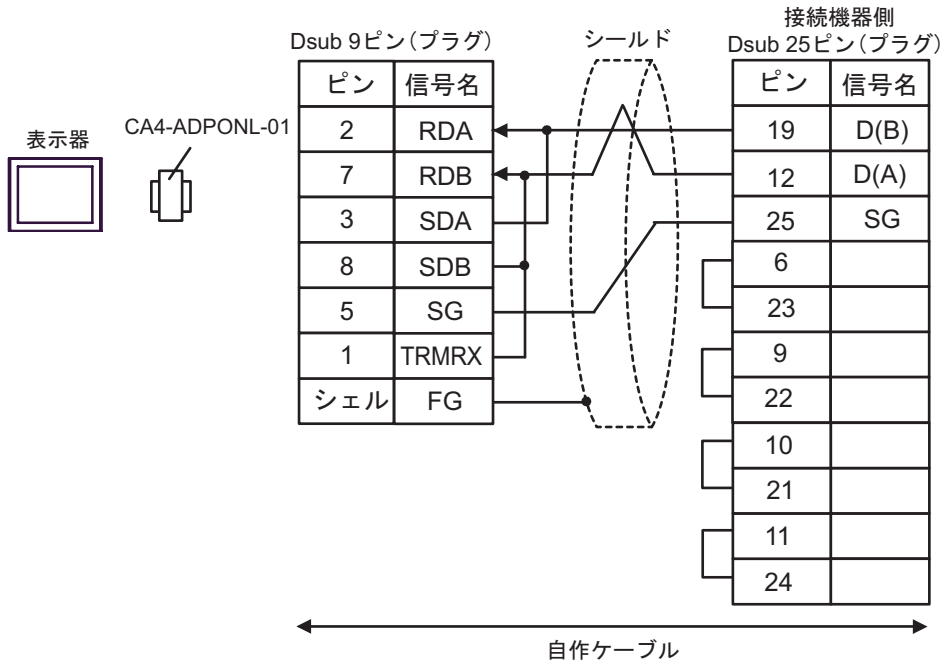 接続機器側
Dsub 9ピン(プラグ)
シールド
Dsub 25ピン(プラグ)
ピン 信号名
ピン 信号名
表示器
CA4-ADPONL-01
2 RDA
19 D(B)
7 RDB
12 D(A)
3 SDA
25 SG
8 SDB
6
5 SG
23
1 TRMRX
9
シェル FG
22
10
21
11
24
自作ケーブル